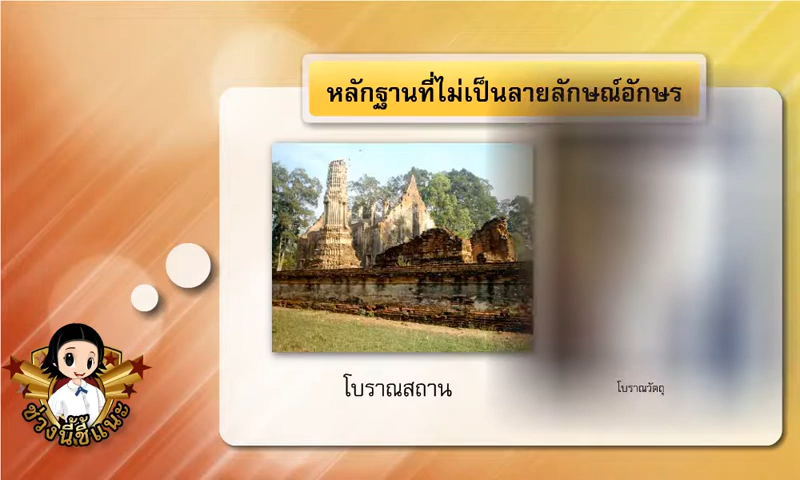 หลักฐานที่ไม่เป็นลายลักษณ์อักษร
โบราณสถาน
โบราณวัตถุ
ช่วงนี้ชี้แนะ